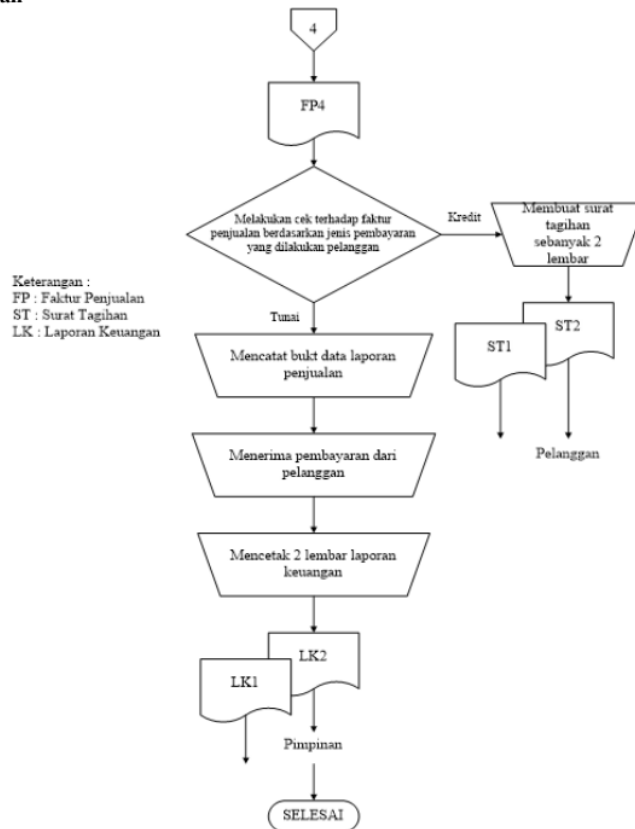 4
FP4
Melakukan cek terhadap faktur
penjualan berdasarkan jenis pembayaran
yang dilakukan pelanggan
Kredit
Membuat surat
tagihan
sebanyak 2
lembar
Keterangan :
FP : Faktur Penjualan
ST : Surat Tagihan
LK : Laporan Keuangan
Tunai
ST1
ST2
Mencatat bukt data laporan
penjualan
Pelanggan
Menerima pembayaran dari
pelanggan
Mencetak 2 lembar laporan
keuangan
LK1
LK2
Pimpinan
SELESAI